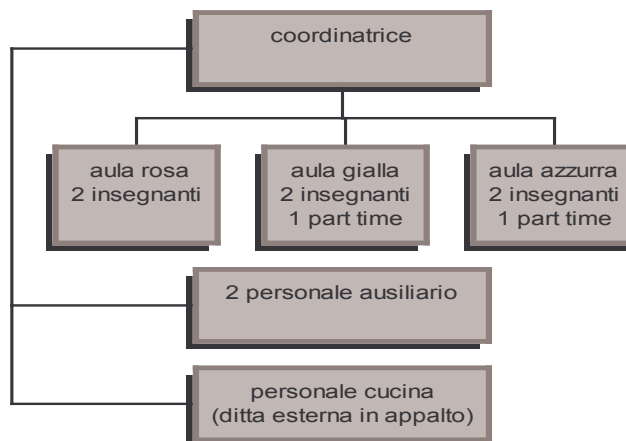 coordinatrice
aula rosa
2 insegnanti
aula gialla
2 insegnanti
1 part time
aula azzurra
2 insegnanti
1 part time
2 personale ausiliario
personale cucina
(ditta esterna in appalto)